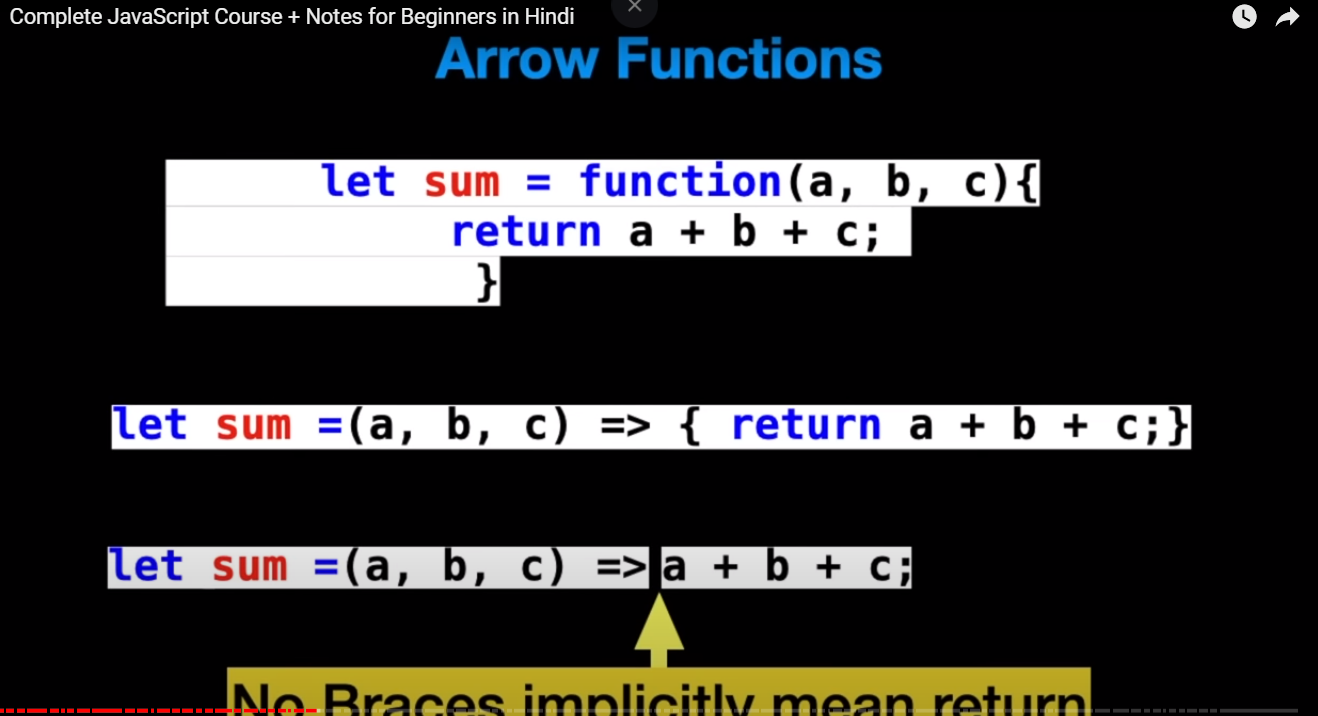 Complete JavaScript Course + Notes for Beginners in Hindi
Arrow Functions
let sum = function(a, b, c){
return a + b + c;
}
let sum =(a, b, c) => { return a + b + c;}
let sum =(a, b, c) => a + b + c;
No Braces implicitly mean return